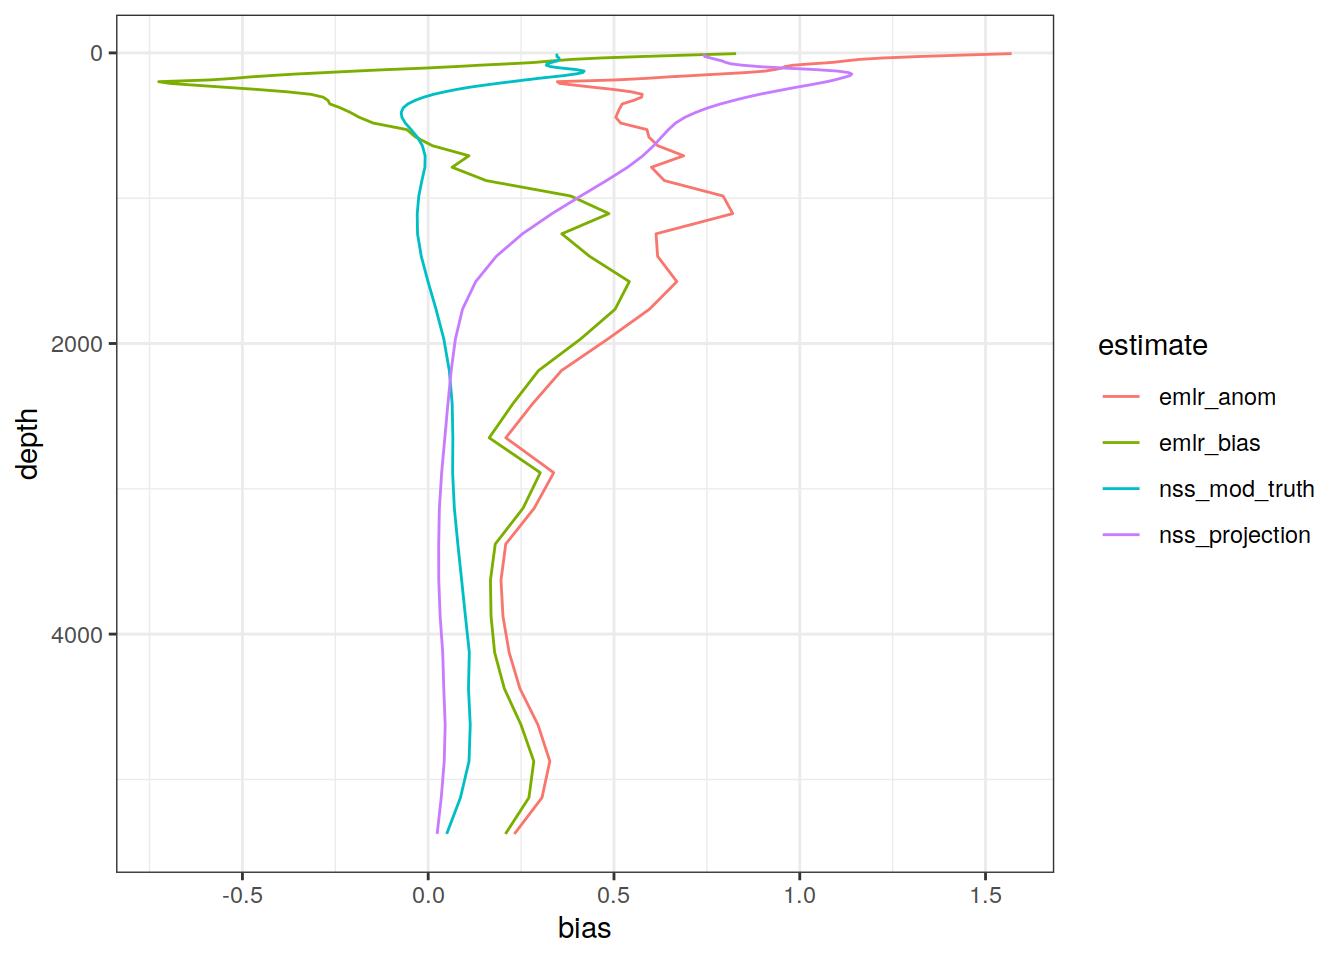 0
2000
4000
depth
-0.5
0.0
0.5
1.0
1.5
bias
estimate
emlr_anom
emlr_bias
nss_mod_truth
nss_projection